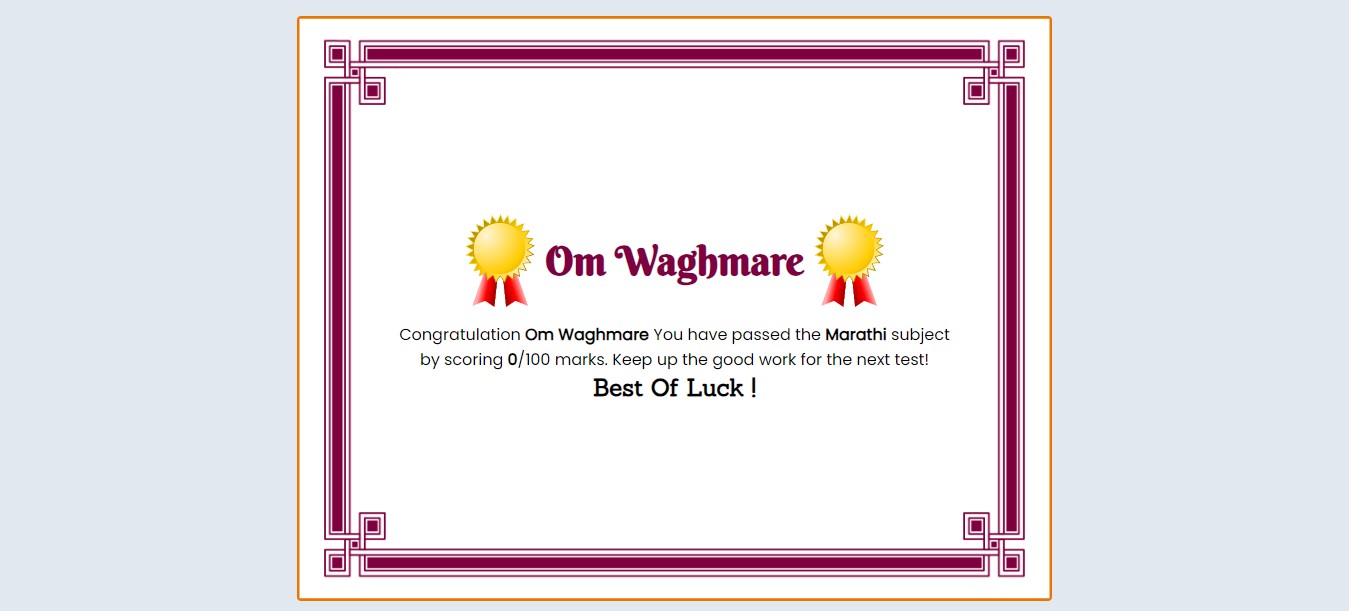 Om Waghmare
Congratulation Om Waghmare You have passed the Marathi subject
by scoring 0/100 marks. Keep up the good work for the next test!
Best Of Luck !